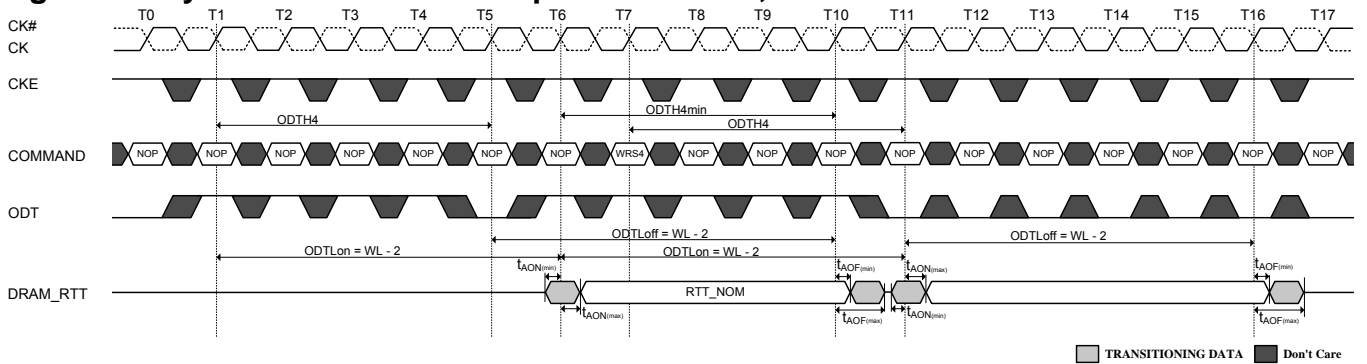 T0 T1 T2 T3 T4 T5 T6 T7 T8 T9 T10 T11 T12 T13 T14 T15 T16 T17
CK#
CK
CKE
ODTH4 ODTH4min
ODTH4
COMMAND NOP NOP NOP NOP NOP NOP NOP WRS4 NOP NOP NOP NOP NOP NOP NOP NOP NOP NOP
ODT
ODTLoff = WL - 2 ODTLoff = WL - 2
ODTLon = WL - 2 ODTLon = WL - 2
tAON(min) tAOF(min) tAON(max) tAOF(min)
DRAM_RTT RTT_NOM
tAON(max) tAOF(max) tAON(min) tAOF(max)
TRANSITIONING DATA Don't Care